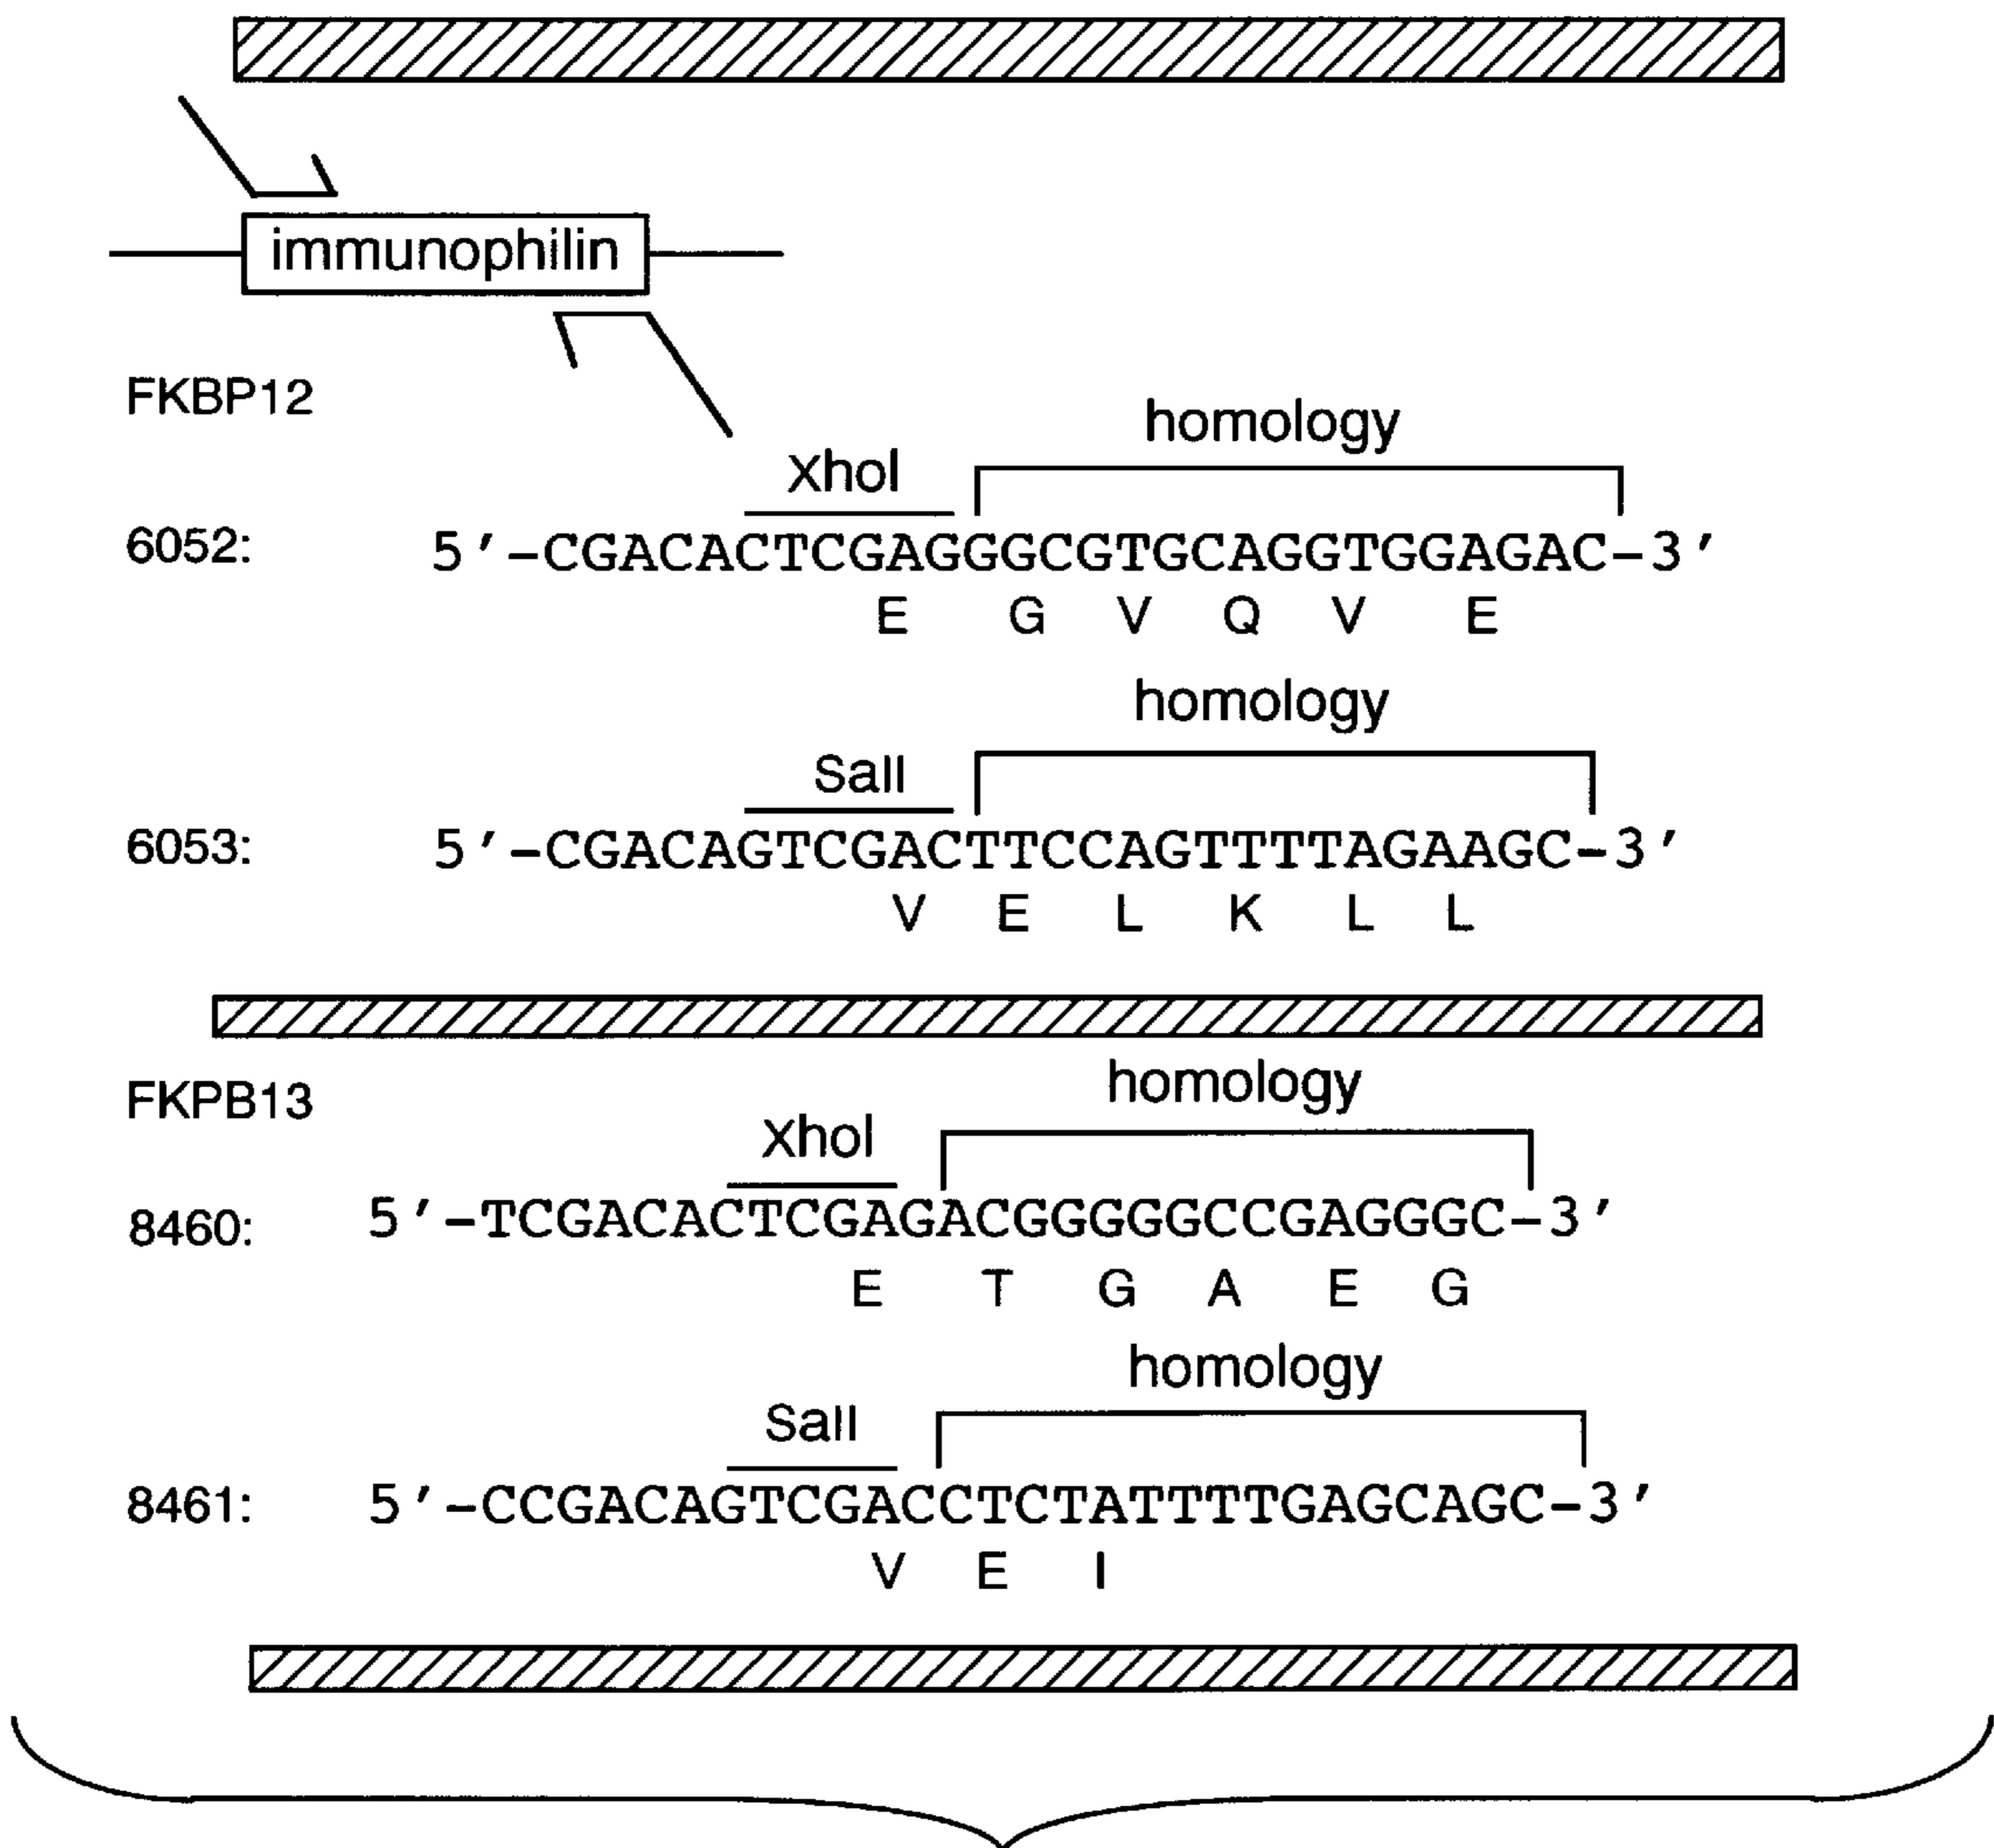 immunophilin
FKBP12
homology
XhoI
6052: 5'-CGACACTCGAGGGCGTGCAGGTGGAGAC-3'
E G V Q V E
homology
SalI
6053: 5'-CGACAGTCGACTTCCAGTTTTAGAAGC-3'
V E L K L L
FKPB13
homology
XhoI
8460: 5'-TCGACACTCGAGACGGGGGCCGAGGGC-3'
E T G A E G
homology
SalI
8461: 5'-CCGACAGTCGACCTCTATTTTGAGCAGC-3'
V E I